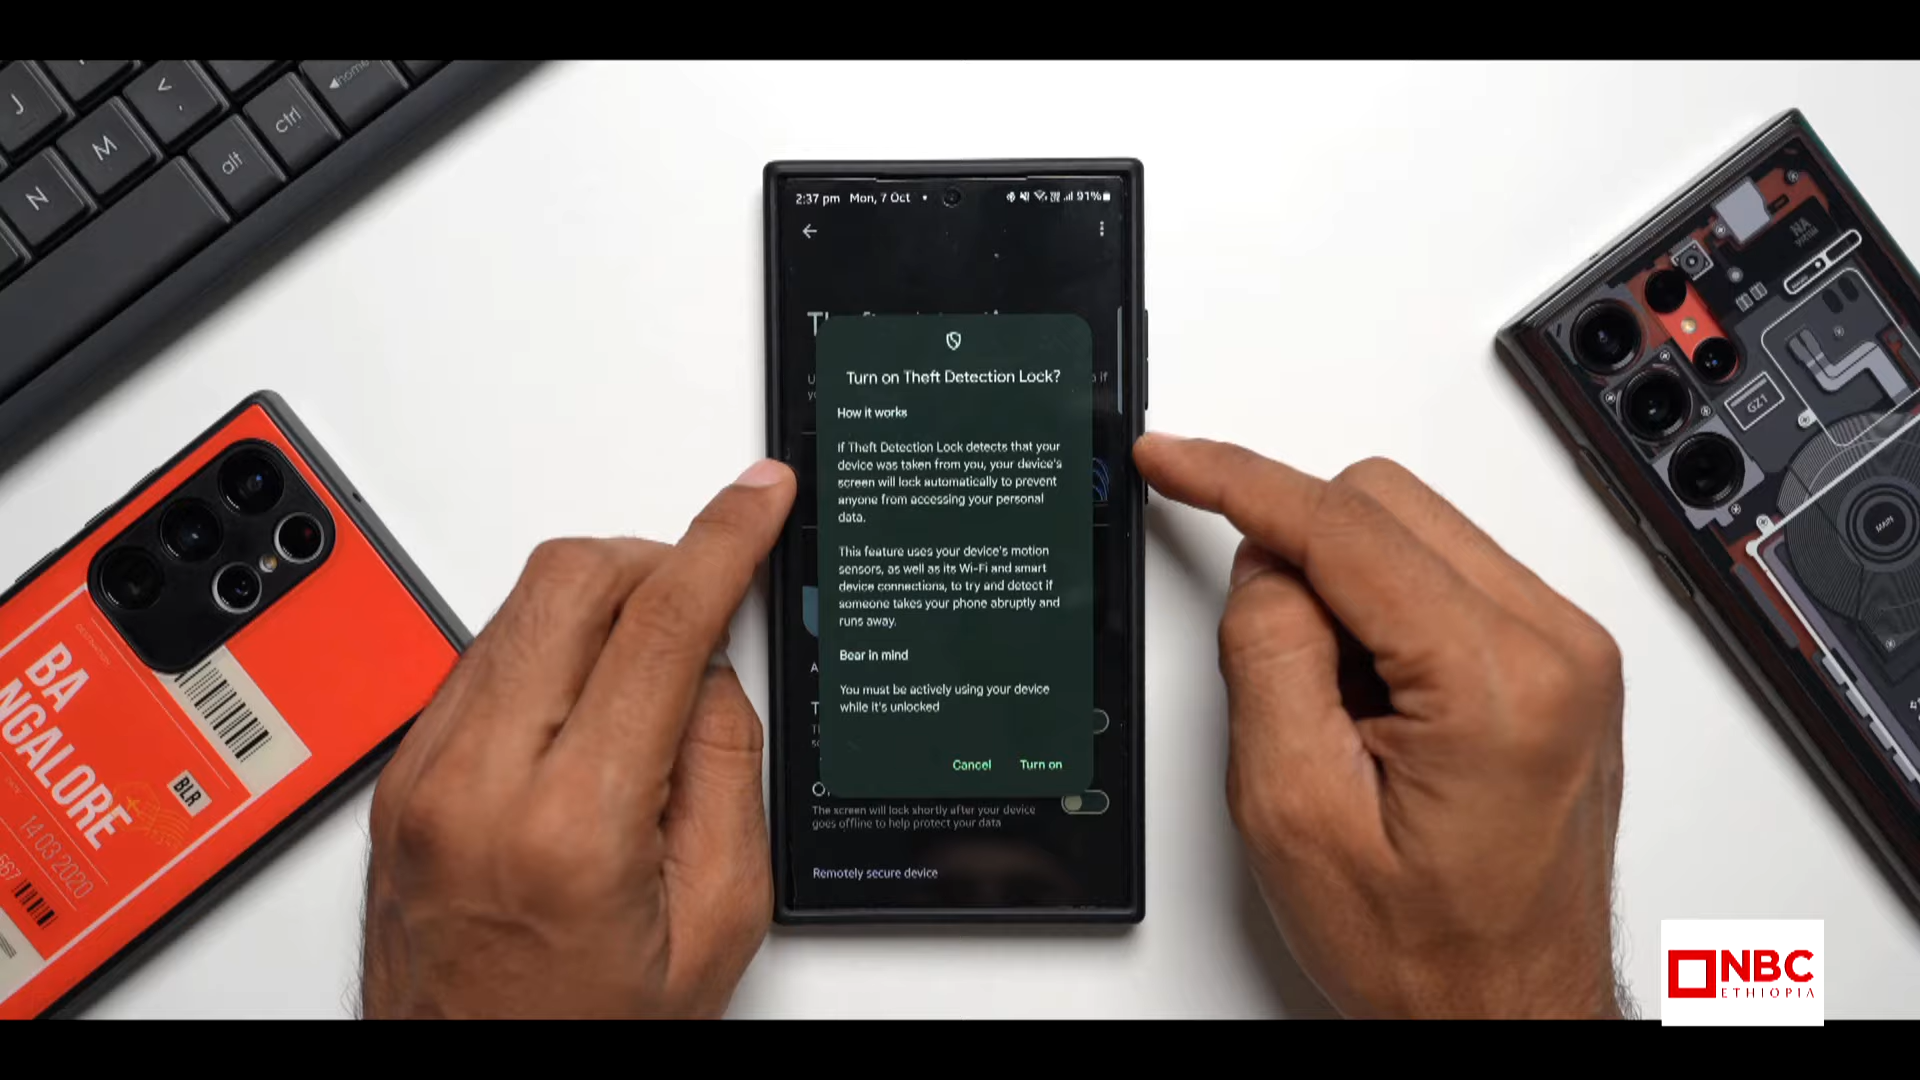 home
J
M
ctrl
N
alt
2:37 pm Mon, 7 Oct
91%
Turn on Theft Detection Lock?
How it works
If Theft Detection Lock detects that your
device was taken from you, your device's
screen will lock automatically to prevent
anyone from accessing your personal
data.
This feature uses your device's motion
sensors, as well as its Wi-Fi and smart
device connections, to try and detect if
someone takes your phone abruptly and
runs away.
Bear in mind
You must be actively using your device
while it's unlocked
Cancel Turn on
The screen will lock shortly after your device
goes offline to help protect your data
Remotely secure device
DESTINATION
BA
NGALORE
BLR
DATE
14 03 2020
567
NA
GZ1
MAIN
NBC
ETHIOPIA